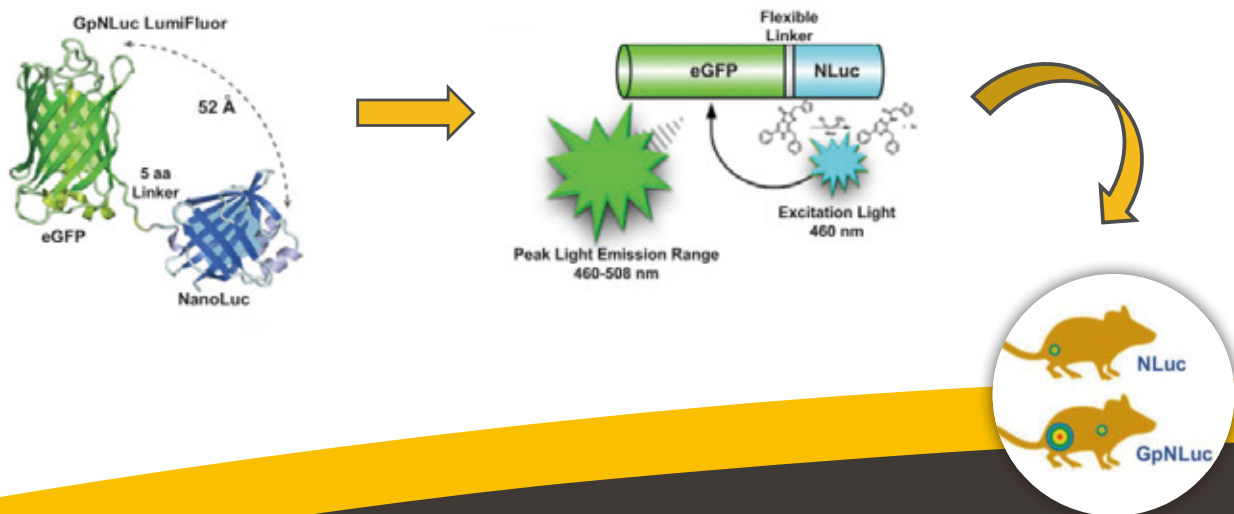 GpNLuc LumiFluor
52 Å
5 aa
Linker
eGFP
NanoLuc
Flexible
Linker
eGFP
NLuc
Excitation Light
460 nm
Peak Light Emission Range
460-508 nm
NLuc
GpNLuc